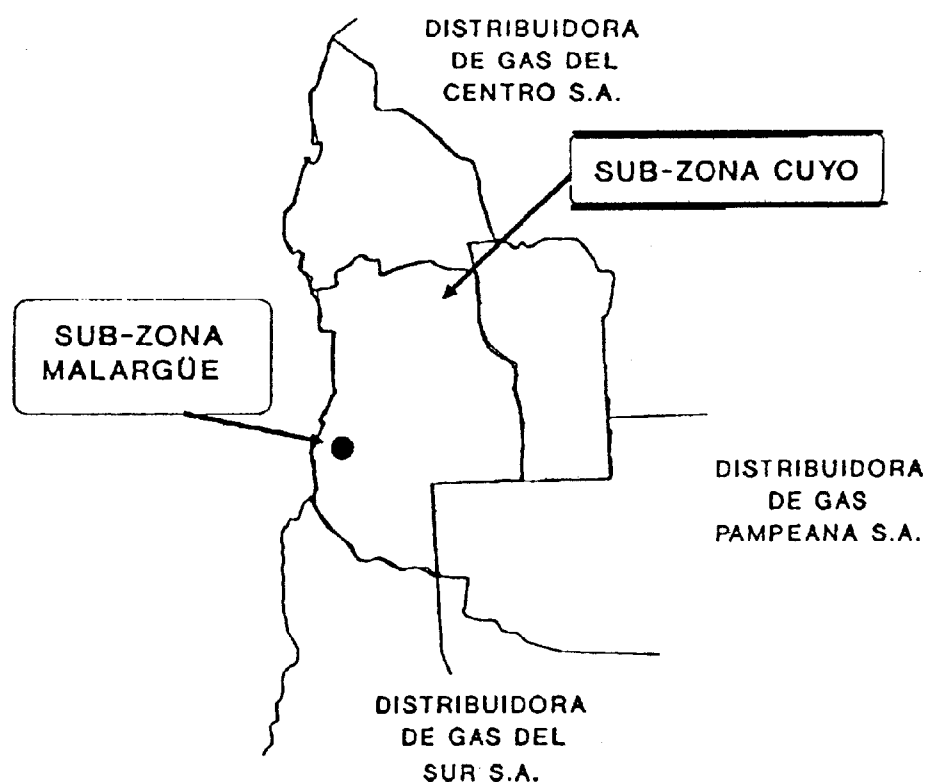 DISTRIBUIDORA
DE GAS DEL
CENTRO S.A.
SUB-ZONA CUYO
SUB-ZONA
MALARGÜE
DISTRIBUIDORA
DE GAS
PAMPEANA S.A.
DISTRIBUIDORA
DE GAS DEL
SUR S.A.